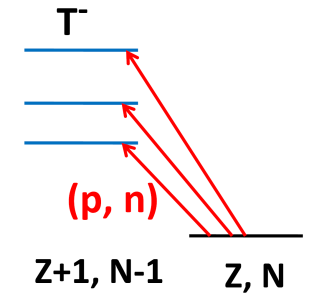 T⁻
(p, n)
Z+1, N-1
Z, N